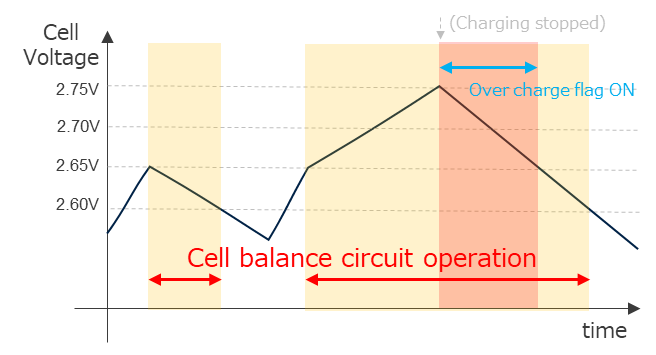 (Charging stopped)
Cell
Voltage
2.75V
Over charge flag ON
2.70V
2.65V
2.60V
Cell balance circuit operation
time